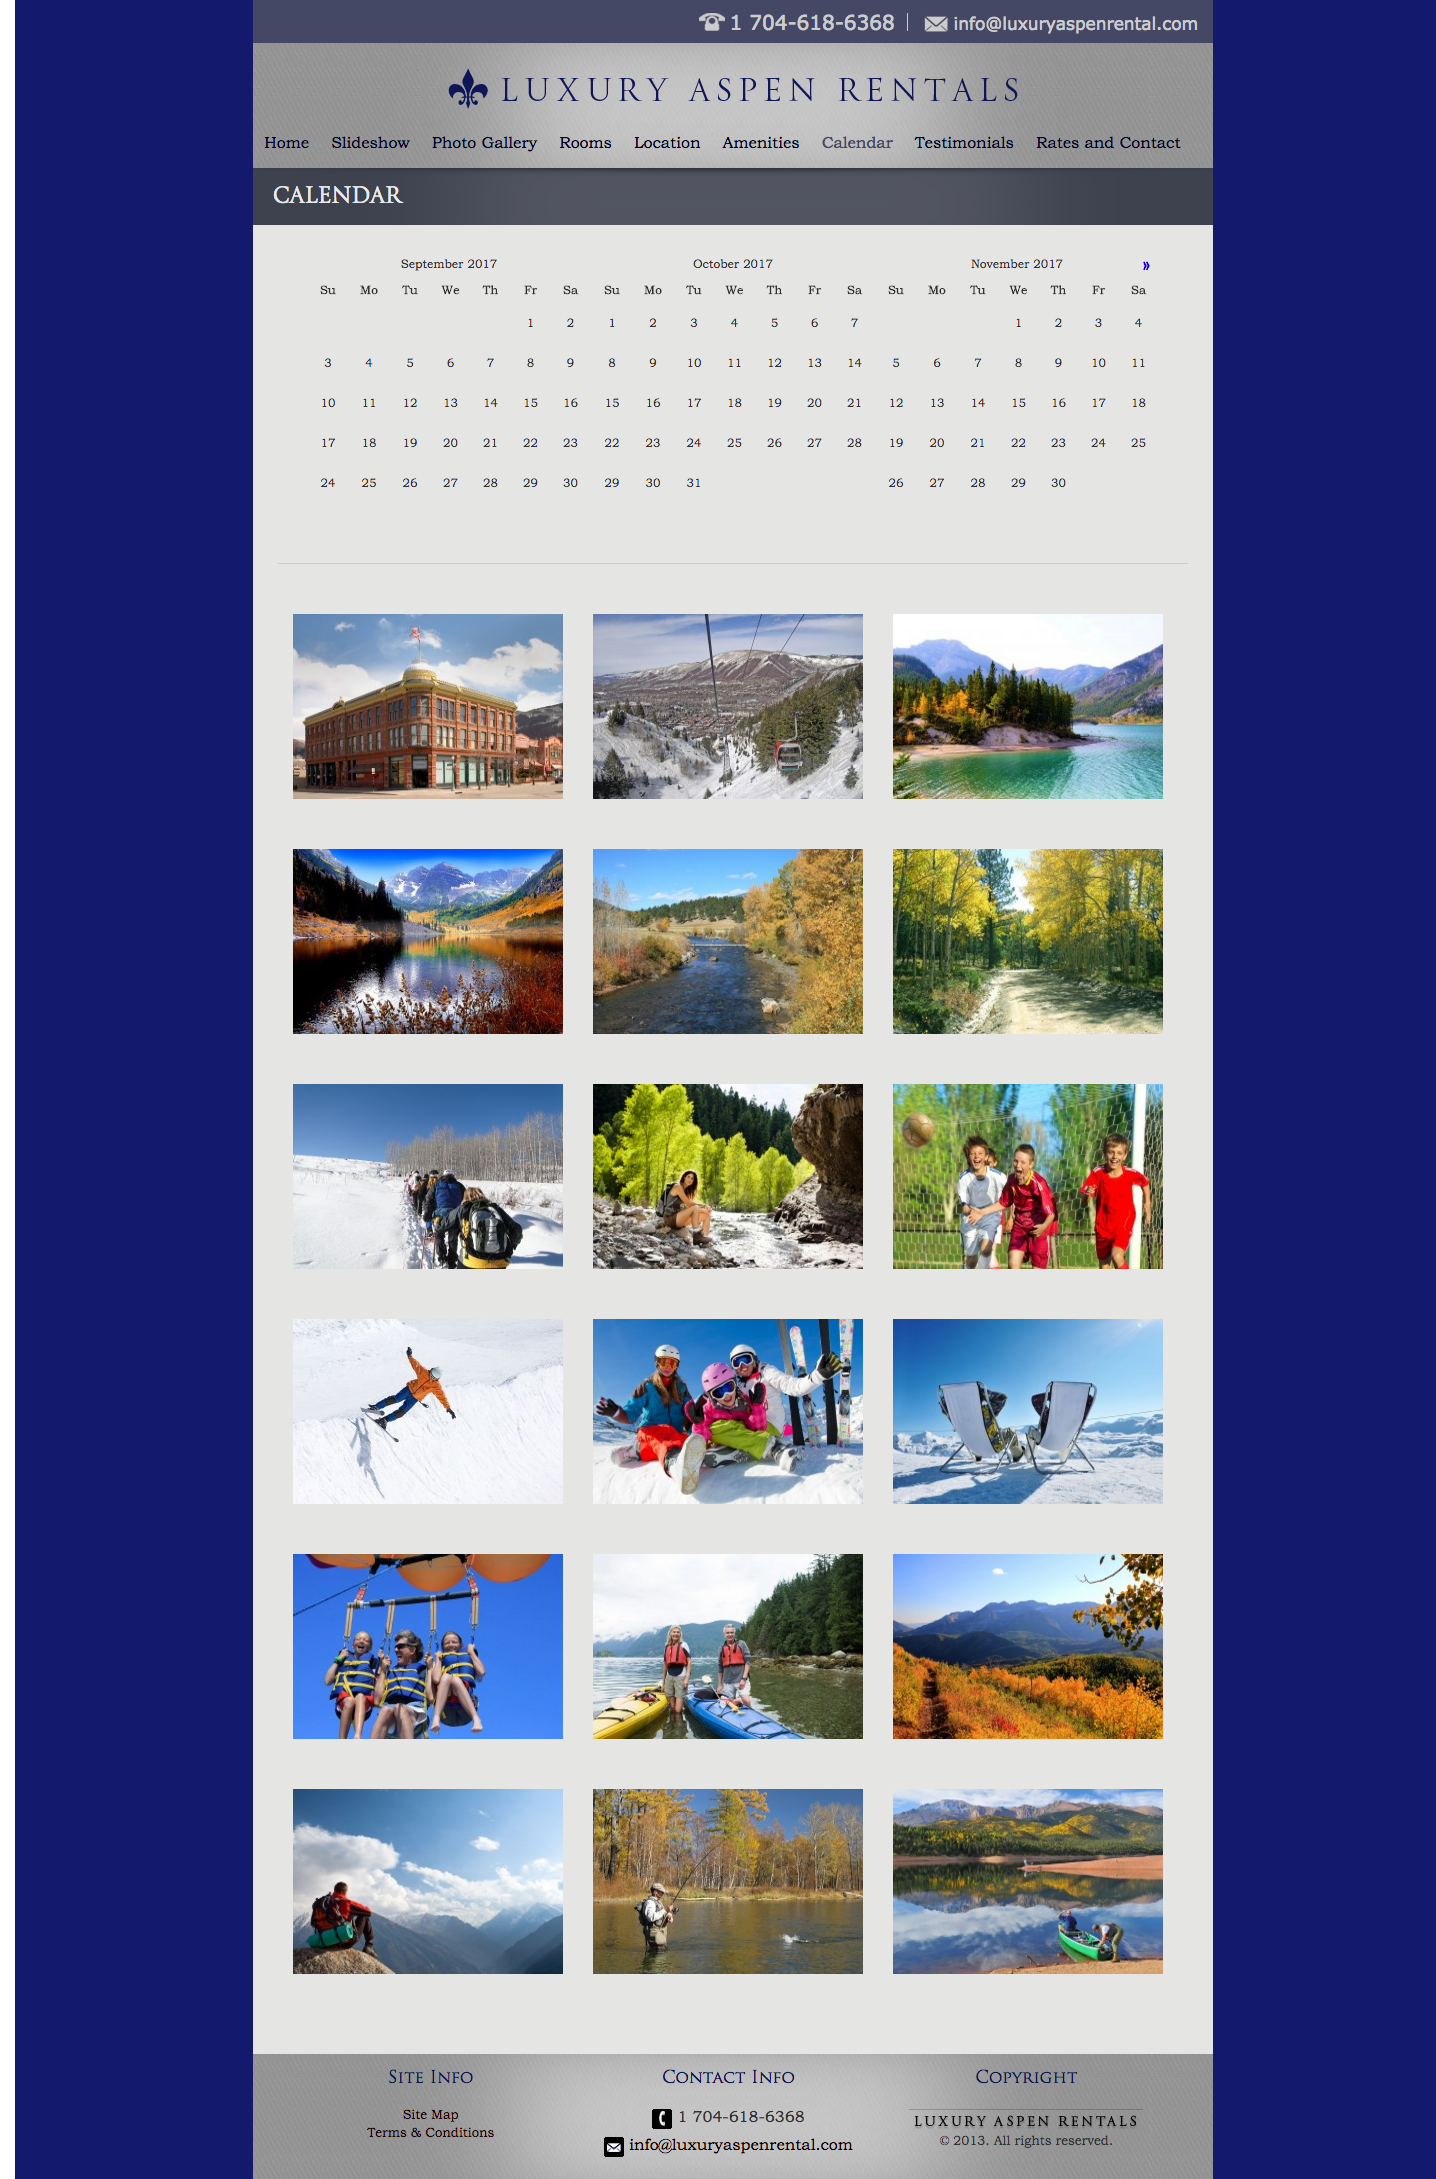 1 704-618-6368 | info@luxuryaspenrental.com
LUXURY ASPEN RENTALS
Home Slideshow Photo Gallery Rooms Location Amenities Calendar Testimonials Rates and Contact
CALENDAR
September 2017 October 2017 November 2017 »
Su Mo Tu We Th Fr Sa Su Mo Tu We Th Fr Sa Su Mo Tu We Th Fr Sa
1 2 1 2 3 4 5 6 7 1 2 3 4
3 4 5 6 7 8 9 8 9 10 11 12 13 14 5 6 7 8 9 10 11
10 11 12 13 14 15 16 15 16 17 18 19 20 21 12 13 14 15 16 17 18
17 18 19 20 21 22 23 22 23 24 25 26 27 28 19 20 21 22 23 24 25
24 25 26 27 28 29 30 29 30 31 26 27 28 29 30
Site Info
Site Map
Terms & Conditions
Contact Info
1 704-618-6368
info@luxuryaspenrental.com
Copyright
LUXURY ASPEN RENTALS
© 2013. All rights reserved.